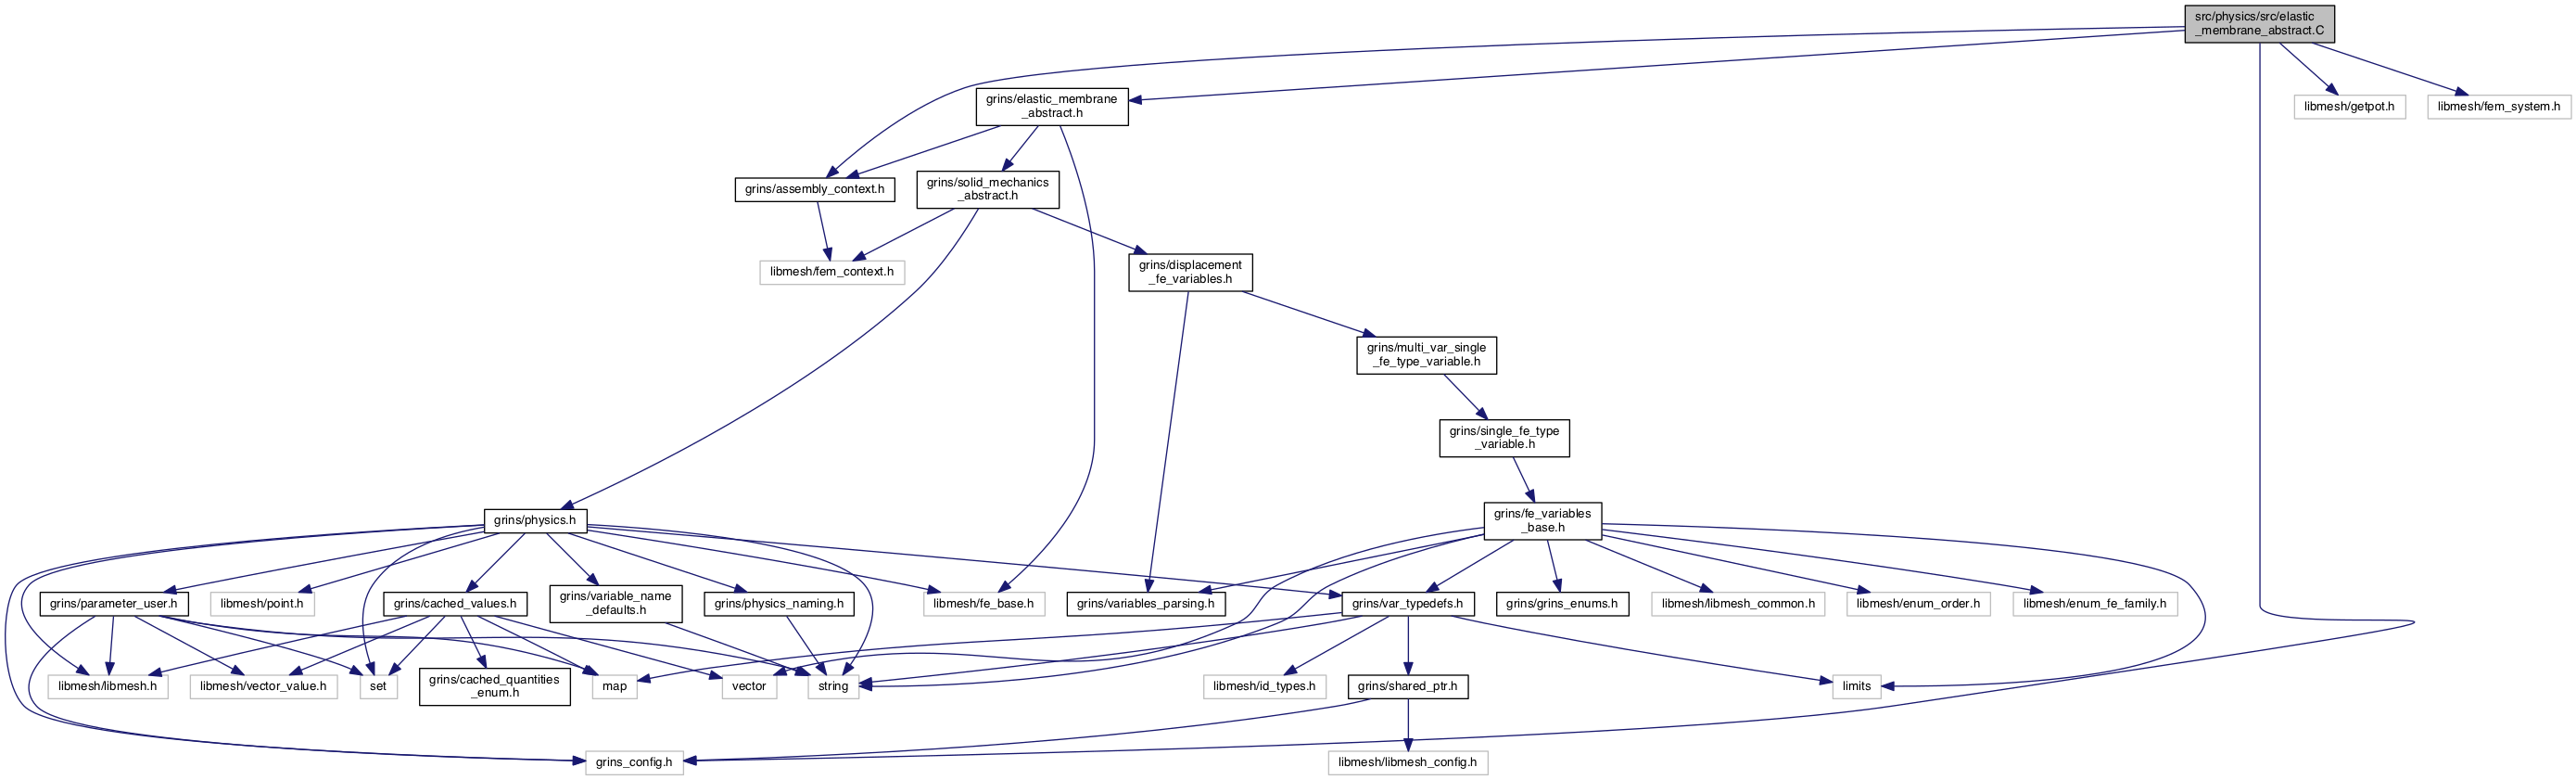 src/physics/src/elastic
_membrane_abstract.C
grins/elastic_membrane
_abstract.h
libmesh/getpot.h
libmesh/fem_system.h
grins/assembly_context.h
grins/solid_mechanics
_abstract.h
libmesh/fem_context.h
grins/displacement
_fe_variables.h
grins/multi_var_single
_fe_type_variable.h
grins/single_fe_type
_variable.h
grins/physics.h
grins/fe_variables
_base.h
grins/parameter_user.h
libmesh/point.h
grins/cached_values.h
grins/variable_name
_defaults.h
grins/physics_naming.h
libmesh/fe_base.h
grins/variables_parsing.h
grins/var_typedefs.h
grins/grins_enums.h
libmesh/libmesh_common.h
libmesh/enum_order.h
libmesh/enum_fe_family.h
libmesh/libmesh.h
libmesh/vector_value.h
set
grins/cached_quantities
_enum.h
map
vector
string
libmesh/id_types.h
grins/shared_ptr.h
limits
grins_config.h
libmesh/libmesh_config.h